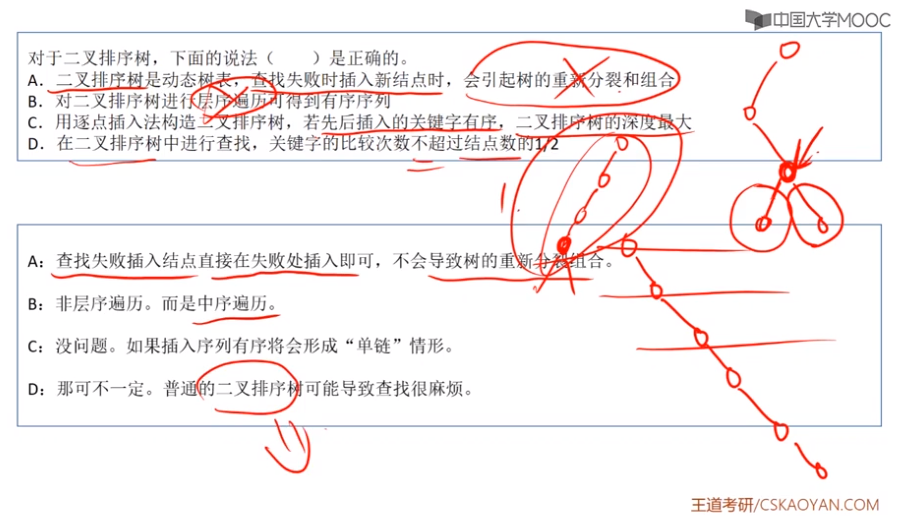 中国大学MOOC
对于二叉排序树，下面的说法（ ）是正确的。
A. 二叉排序树是动态树表，查找失败时插入新结点时，会引起树的重新分裂和组合
B. 对二叉排序树进行层序遍历可得到有序序列
C. 用逐点插入法构造二叉排序树，若先后插入的关键字有序，二叉排序树的深度最大
D. 在二叉排序树中进行查找，关键字的比较次数不超过结点数的1/2
A：查找失败插入结点直接在失败处插入即可，不会导致树的重新分裂组合。
B：非层序遍历。而是中序遍历。
C：没问题。如果插入序列有序将会形成“单链”情形。
D：那可不一定。普通的二叉排序树可能导致查找很麻烦。
王道考研/CSKAOYAN.COM